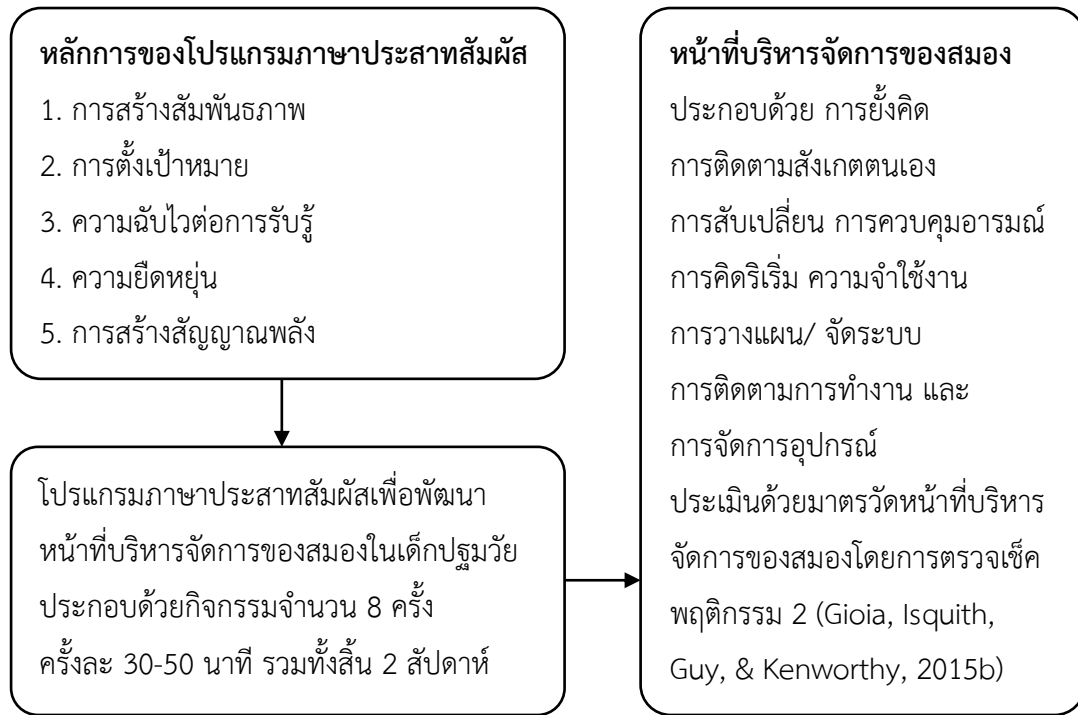 หลักการของโปรแกรมภาษาประสาทสัมผัส
1. การสร้างสัมพันธภาพ
2. การตั้งเป้าหมาย
3. ความฉับไวต่อการรับรู้
4. ความยืดหยุ่น
5. การสร้างสัญญาณพลัง
โปรแกรมภาษาประสาทสัมผัสเพื่อพัฒนา
หน้าที่บริหารจัดการของสมองในเด็กปฐมวัย
ประกอบด้วยกิจกรรมจำนวน 8 ครั้ง
ครั้งละ 30-50 นาที รวมทั้งสิ้น 2 สัปดาห์
หน้าที่บริหารจัดการของสมอง
ประกอบด้วย การยั้งคิด
การติดตามสังเกตตนเอง
การสับเปลี่ยน การควบคุมอารมณ์
การคิดริเริ่ม ความจำใช้งาน
การวางแผน/ จัดระบบ
การติดตามการทำงาน และ
การจัดการอุปกรณ์
ประเมินด้วยมาตรวัดหน้าที่บริหาร
จัดการของสมองโดยการตรวจเช็ค
พฤติกรรม 2 (Gioia, Isquith,
Guy, & Kenworthy, 2015b)